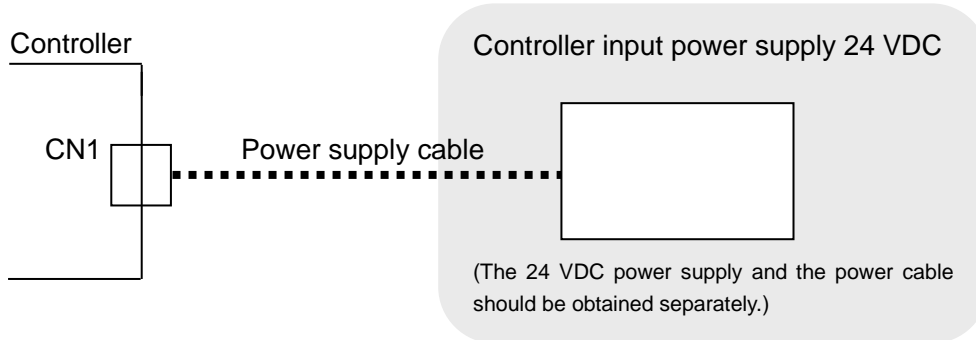 Controller
Controller input power supply 24 VDC
CN1
Power supply cable
(The 24 VDC power supply and the power cable
should be obtained separately.)